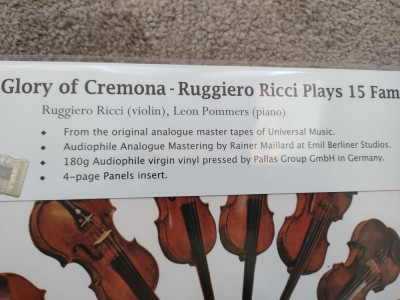 Glory of Cremona - Ruggiero Ricci Plays 15 Fam
Ruggiero Ricci (violin), Leon Pommers (piano)
◆ From the original analogue master tapes of Universal Music.
◆ Audiophile Analogue Mastering by Rainer Maillard at Emil Berliner Studios.
◆ 180g Audiophile virgin vinyl pressed by Pallas Group GmbH in Germany.
◆ 4-page Panels insert.